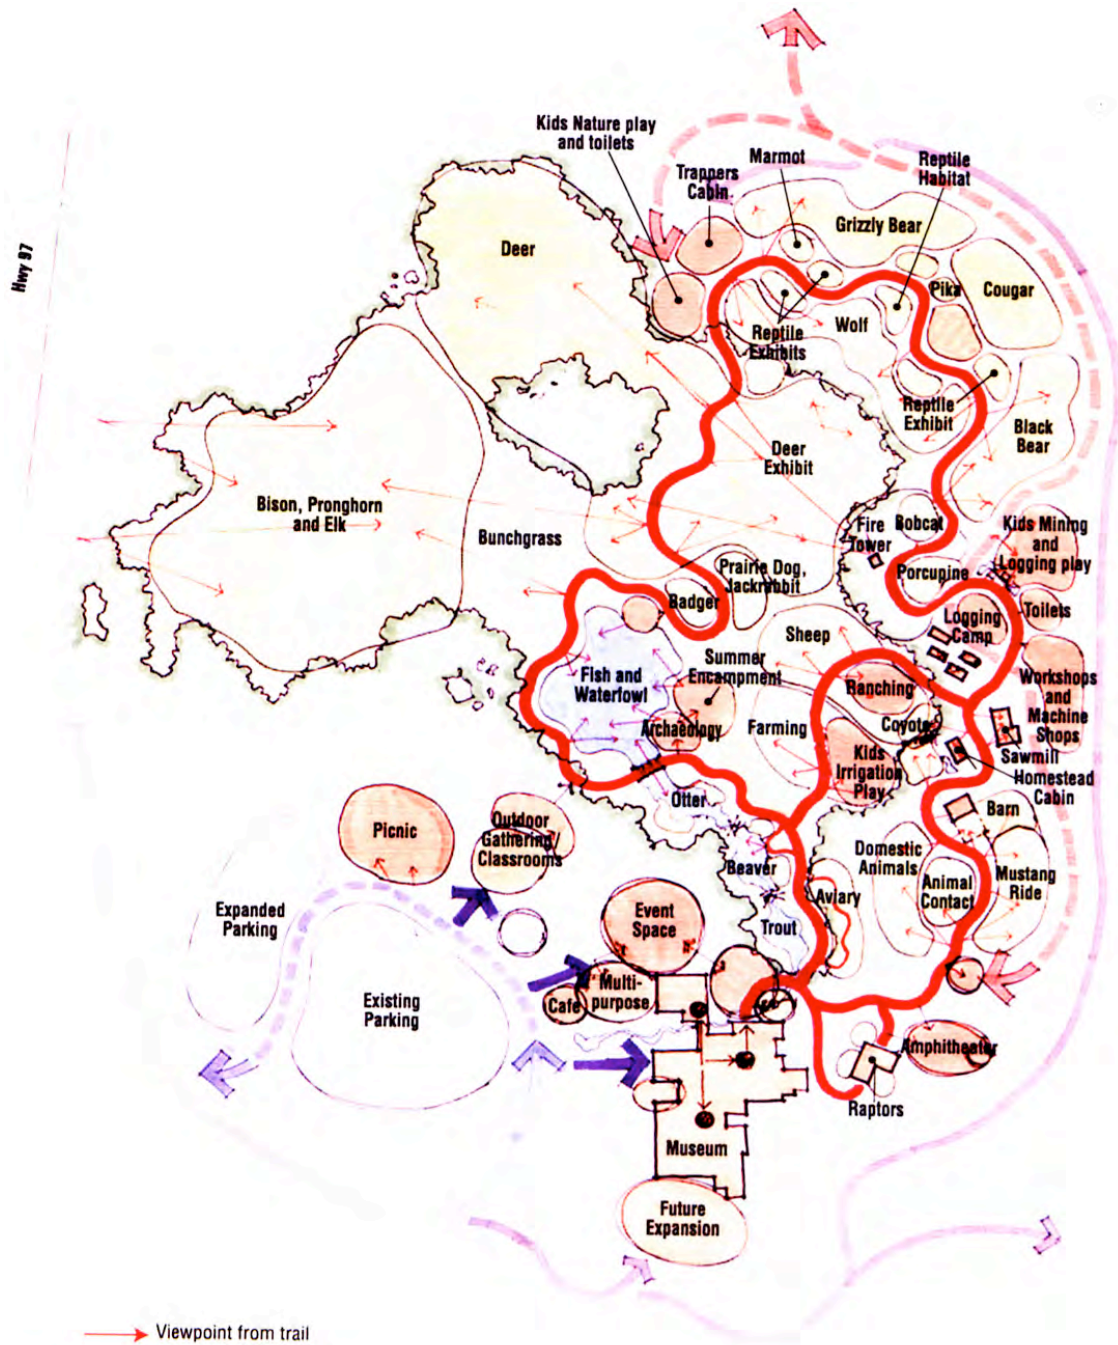 Kids Nature play
and toilets
Marmot
Reptile
Habitat
Trappers
Cabin
Grizzly Bear
Deer
Hwy 97
Pika
Cougar
Wolf
Reptile
Exhibits
Reptile
Exhibit
Black
Bear
Deer
Exhibit
Bison, Pronghorn
and Elk
Bunchgrass
Fire
Tower
Bobcat
Kids Mining
and
Logging play
Prairie Dog,
Jackrabbit
Porcupine
Badger
Logging
Camp
Toilets
Sheep
Summer
Encampment
Fish and
Waterfowl
Ranching
Workshops
and
Machine
Shops
Archaeology
Farming
Coyote
Kids
Irrigation
Play
Sawmill
Homestead
Cabin
Otter
Barn
Picnic
Outdoor
Gathering/
Classrooms
Domestic
Animals
Beaver
Aviary
Animal
Contact
Mustang
Ride
Expanded
Parking
Event
Space
Trout
Existing
Parking
Cafe
Multi-
purpose
Amphitheater
Raptors
Museum
Future
Expansion
Viewpoint from trail